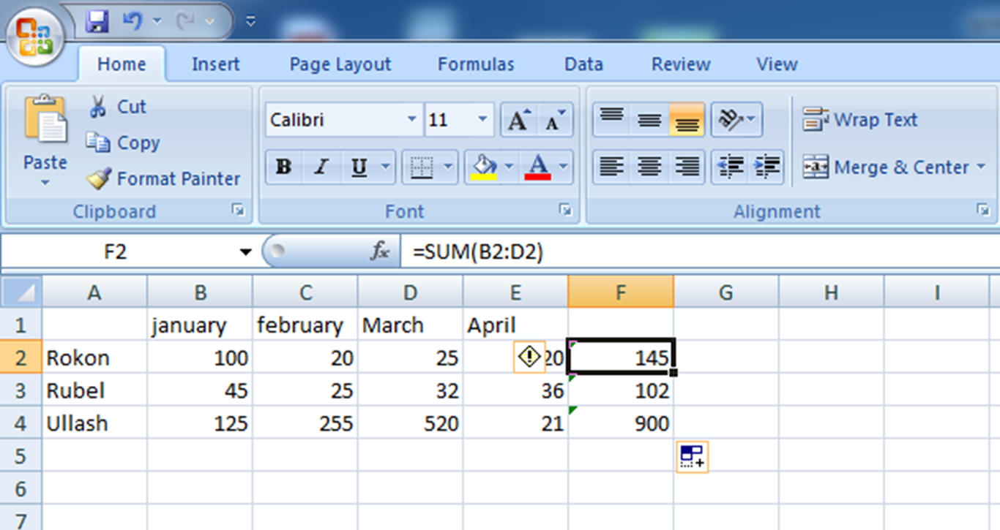 Home Insert Page Layout Formulas Data Review View
Paste
Cut
Copy
Format Painter
Clipboard
Calibri 11 A A
B I U A
Font
Wrap Text
Merge & Center
Alignment
F2 fx =SUM(B2:D2)
A B C D E F G H I
1 january february March April
2 Rokon 100 20 25 20 145
3 Rubel 45 25 32 36 102
4 Ullash 125 255 520 21 900
5
6
7